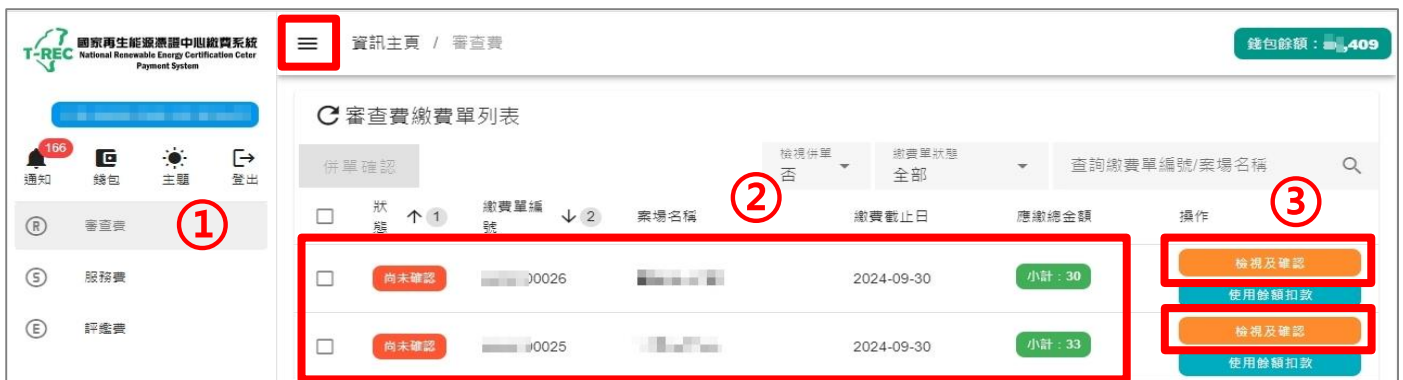 T-REC 國家再生能源憑證中心繳費系統
National Renewable Energy Certification Ceter
Payment System
資訊主頁 / 審查費
錢包餘額：,409
166
通知
錢包
主題
登出
審查費繳費單列表
併單確認
檢視併單
否
繳費單狀態
全部
查詢繳費單編號/案場名稱
R 審查費
①
②
③
狀態 1
繳費單編號 2
案場名稱
繳費截止日
應繳總金額
操作
尚未確認
00026
2024-09-30
小計：30
檢視及確認
使用餘額扣款
S 服務費
尚未確認
00025
2024-09-30
小計：33
檢視及確認
使用餘額扣款
E 評鑑費